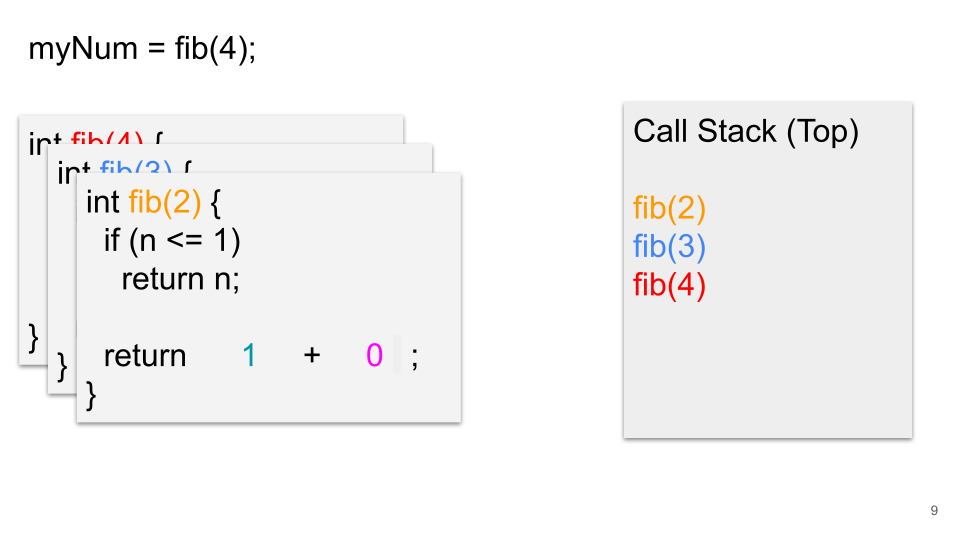 myNum = fib(4);
int fib(4) {
int fib(3) {
int fib(2) {
if (n <= 1)
return n;
return 1 + 0 ;
}
}
}
Call Stack (Top)
fib(2)
fib(3)
fib(4)
9